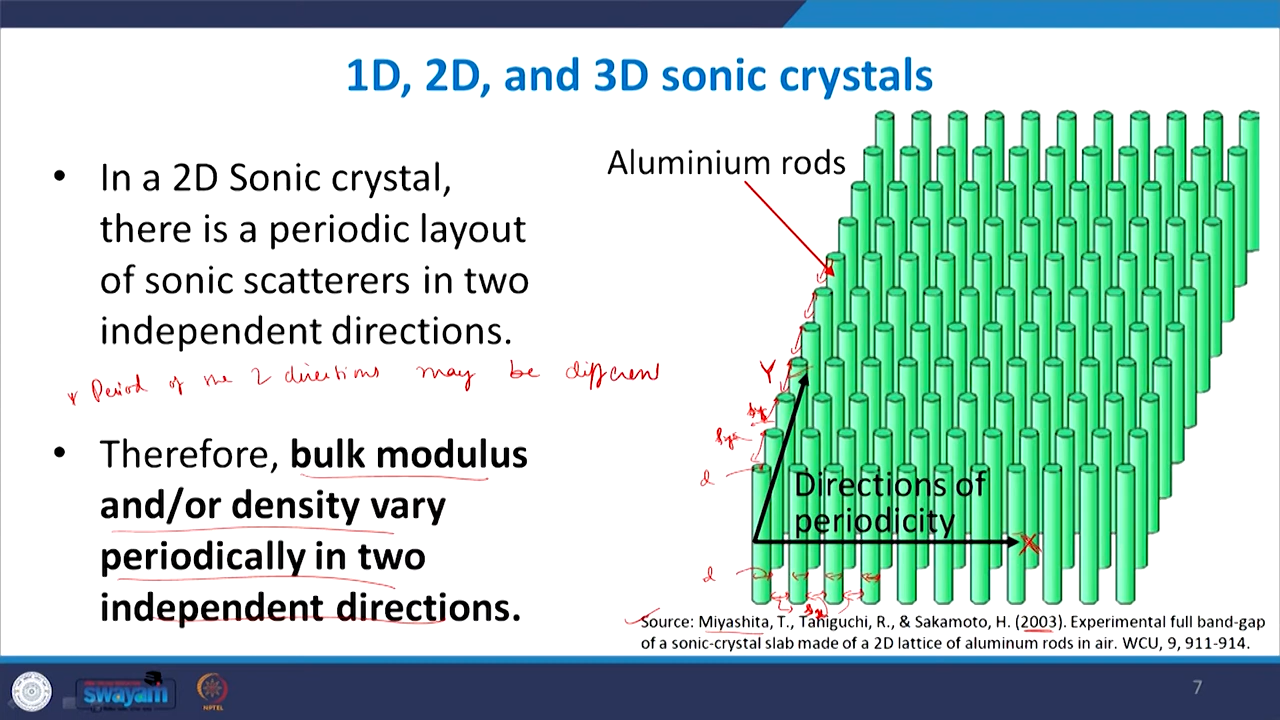 1D, 2D, and 3D sonic crystals
• In a 2D Sonic crystal,
there is a periodic layout
of sonic scatterers in two
independent directions.
* Period of the 2 directions may be different
• Therefore, bulk modulus
and/or density vary
periodically in two
independent directions.
Aluminium rods
Y
d
Directions of
periodicity
X
d
Source: Miyashita, T., Taniguchi, R., & Sakamoto, H. (2003). Experimental full band-gap
of a sonic-crystal slab made of a 2D lattice of aluminum rods in air. WCU, 9, 911-914.
swayam
NPTEL
7